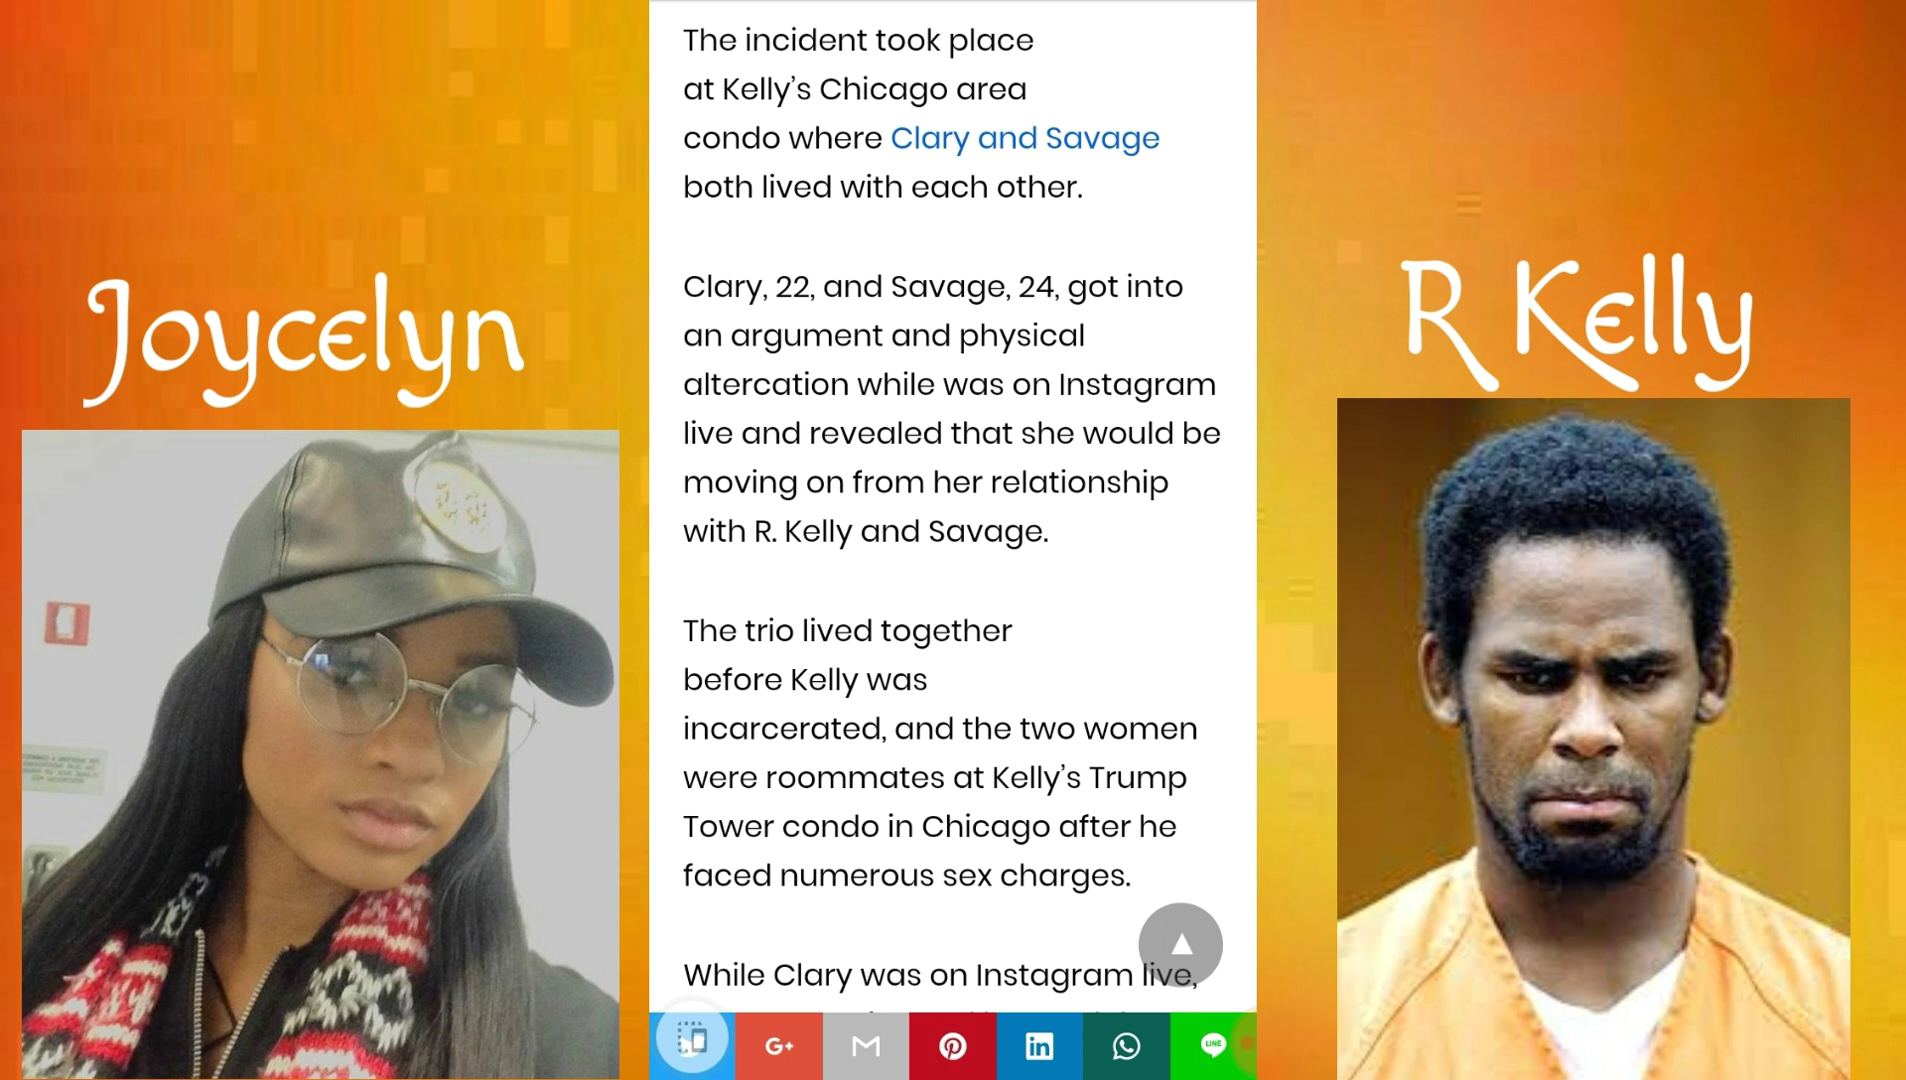 Joycelyn
The incident took place
at Kelly's Chicago area
condo where Clary and Savage
both lived with each other.
Clary, 22, and Savage, 24, got into
an argument and physical
altercation while was on Instagram
live and revealed that she would be
moving on from her relationship
with R. Kelly and Savage.
The trio lived together
before Kelly was
incarcerated, and the two women
were roommates at Kelly's Trump
Tower condo in Chicago after he
faced numerous sex charges.
While Clary was on Instagram live,
G+
LINE
R Kelly